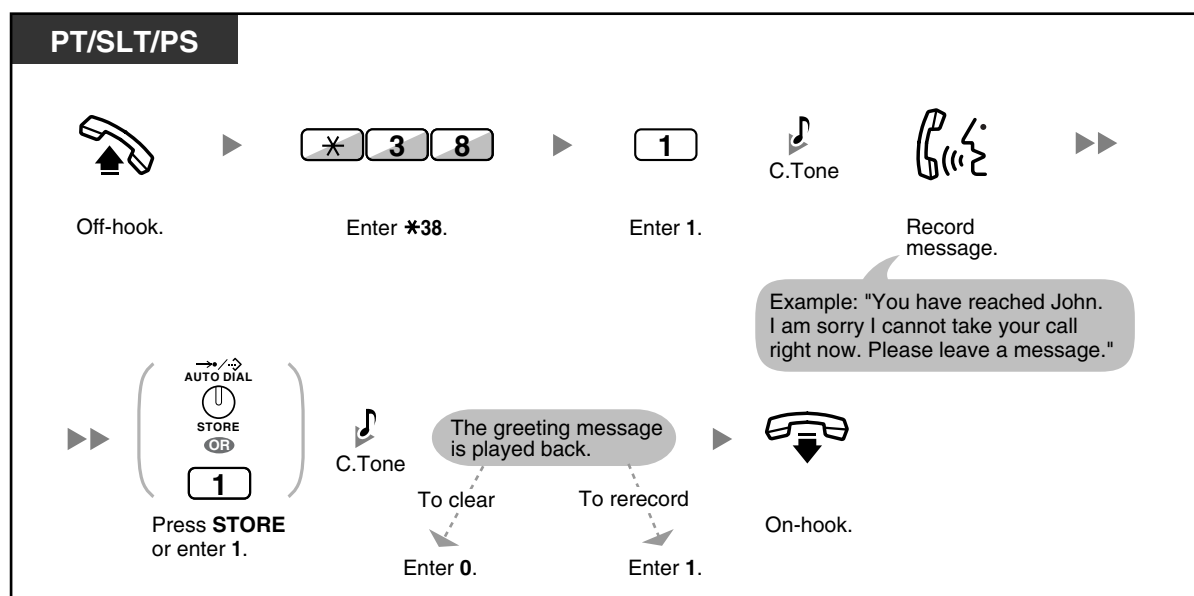 PT/SLT/PS
* 3 8
1
C.Tone
Off-hook.
Enter *38.
Enter 1.
Record
message.
Example: "You have reached John.
I am sorry I cannot take your call
right now. Please leave a message."
AUTO DIAL
STORE
OR
1
Press STORE
or enter 1.
C.Tone
The greeting message
is played back.
To clear
To rerecord
Enter 0.
Enter 1.
On-hook.